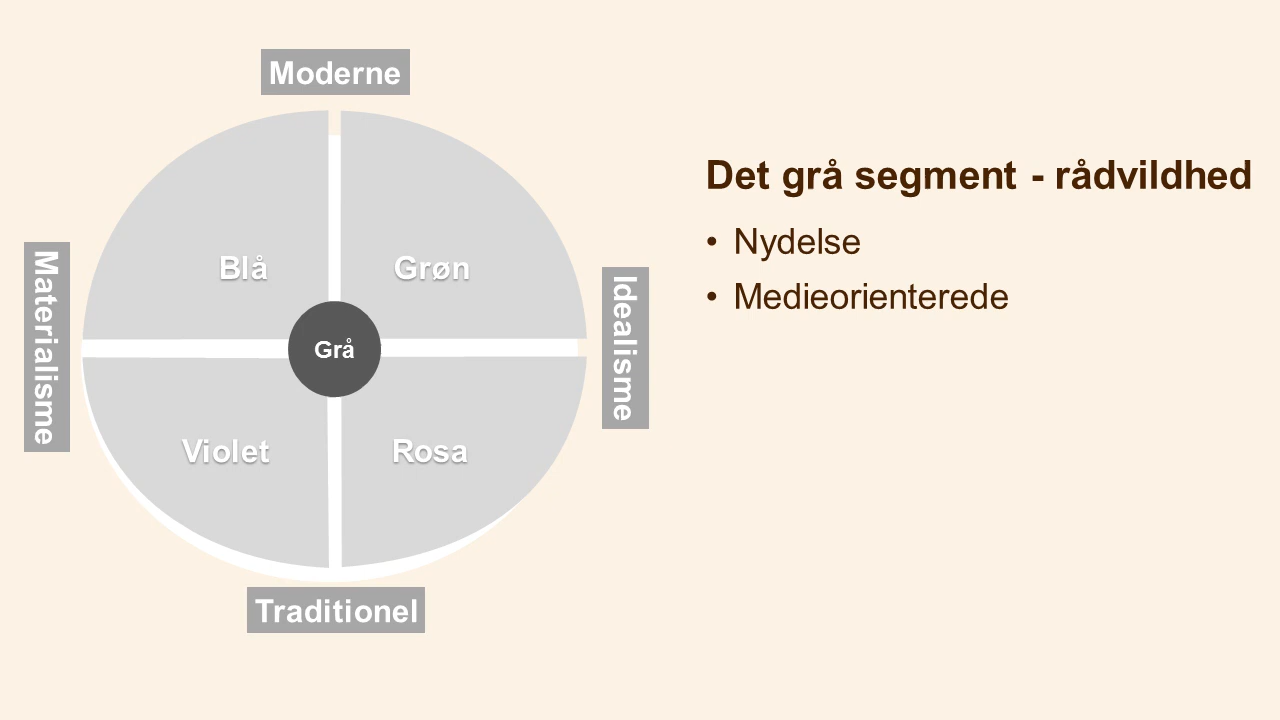 Moderne
Det grå segment - rådvildhed
• Nydelse
• Medieorienterede
Materialisme
Blå
Grøn
Idealisme
Grå
Violet
Rosa
Traditionel